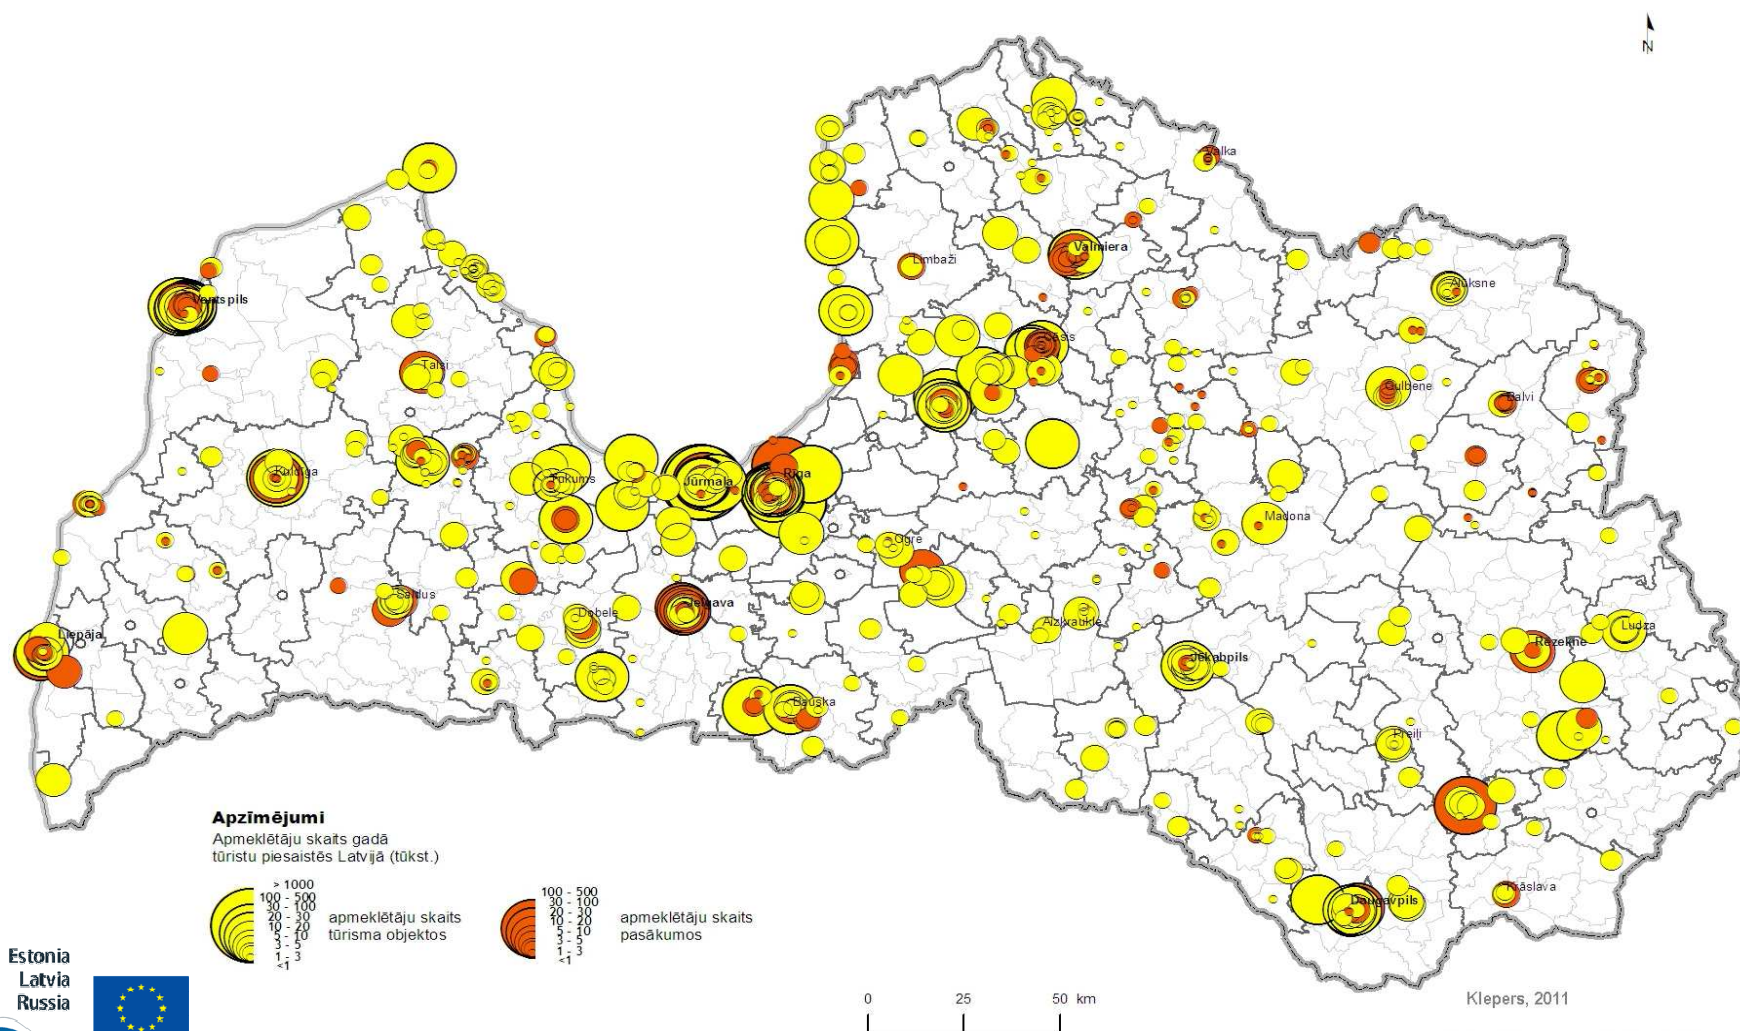 N
Valka
Valmiera
Limbaži
Alūksne
Ventspils
Cēsis
Talsi
Gulbene
Balvi
Kuldīga
Tukums
Jūrmala
Rīga
Madona
Ogre
Saldus
Dobele
Jelgava
Aizkraukle
Ludza
Liepāja
Rēzekne
Jēkabpils
Bauska
Preiļi
Krāslava
Daugavpils
Apzīmējumi
Apmeklētāju skaits gadā
tūristu piesaistēs Latvijā (tūkst.)
> 1000
100 - 500
30 - 100
20 - 30
10 - 20
5 - 10
3 - 5
1 - 3
<1
apmeklētāju skaits
tūrisma objektos
100 - 500
30 - 100
20 - 30
10 - 20
5 - 10
3 - 5
1 - 3
<1
apmeklētāju skaits
pasākumos
Estonia
Latvia
Russia
0 25 50 km
Klepers, 2011